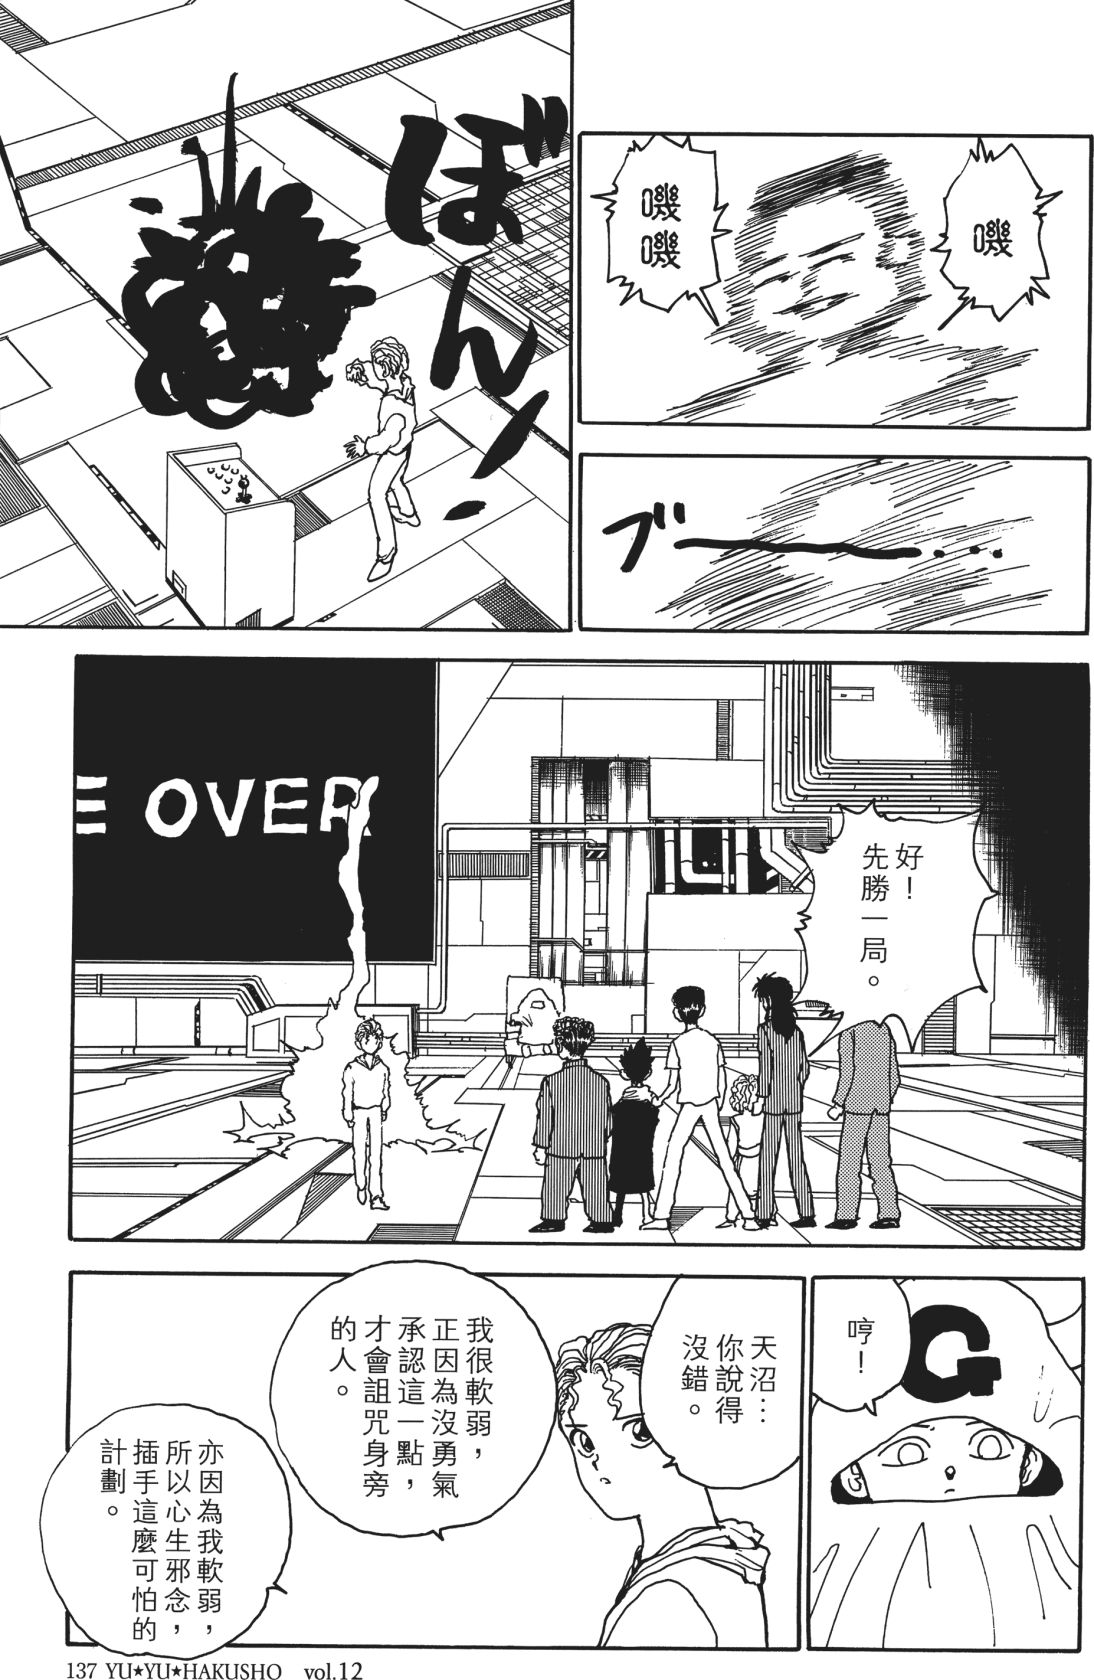 嘰
嘰
嘰
ブー…
ぼんっ
E OVER
好！
先勝一局。
G
哼！
天沼…
你說得
沒錯。
我很軟弱，
正因為沒勇氣
承認這一點，
才會詛咒身旁
的人。
亦因為我軟弱，
所以心生邪念，
插手這麼可怕的
計劃。
137 YU★YU★HAKUSHO vol.12